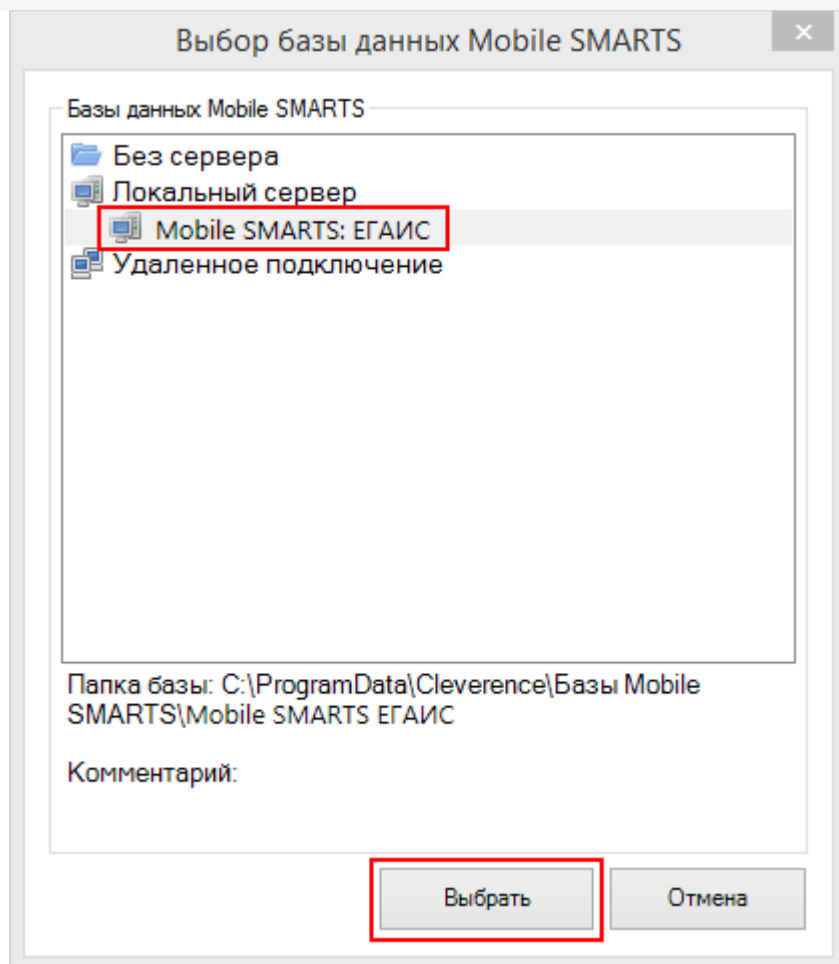 Выбор базы данных Mobile SMARTS
Базы данных Mobile SMARTS
Без сервера
Локальный сервер
Mobile SMARTS: ЕГАИС
Удаленное подключение
Папка базы: C:\ProgramData\Cleverence\Базы Mobile
SMARTS\Mobile SMARTS ЕГАИС
Комментарий:
Выбрать
Отмена